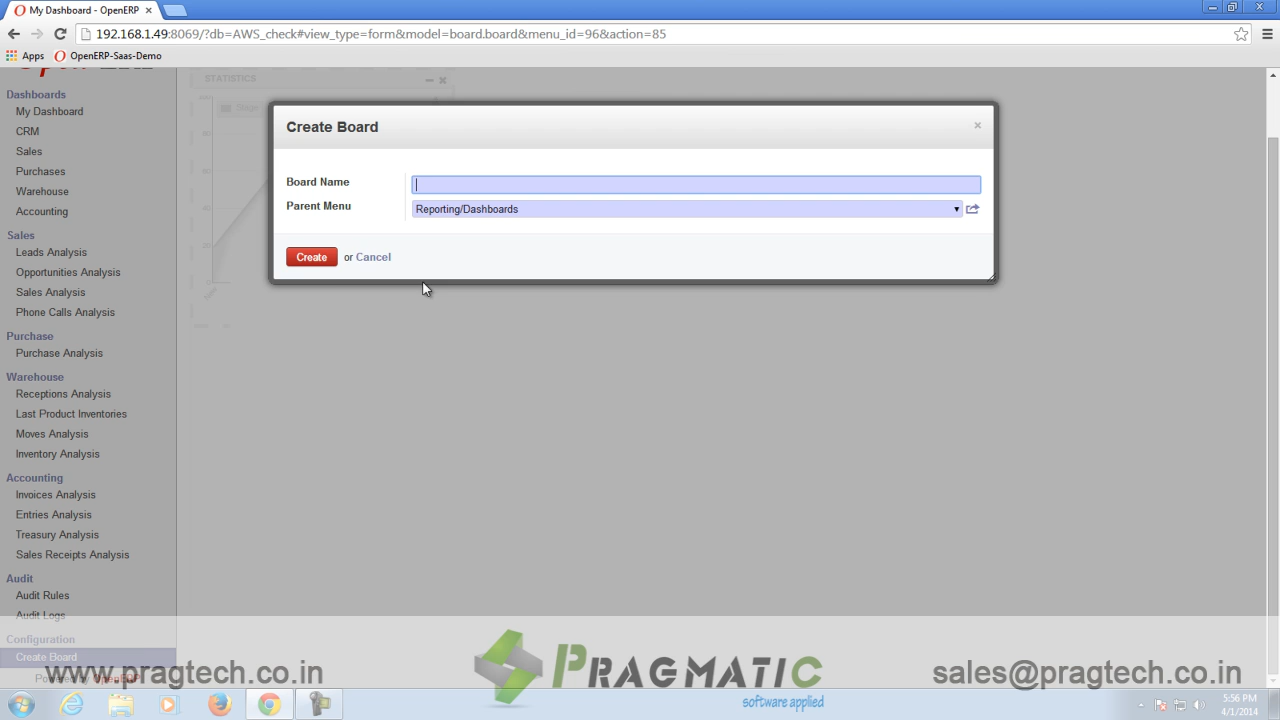 My Dashboard - OpenERP
192.168.1.49:8069/?db=AWS_check#view_type=form&model=board.board&menu_id=96&action=85
Apps OpenERP-Saas-Demo
Dashboards
My Dashboard
CRM
Sales
Purchases
Warehouse
Accounting
Sales
Leads Analysis
Opportunities Analysis
Sales Analysis
Phone Calls Analysis
Purchase
Purchase Analysis
Warehouse
Receptions Analysis
Last Product Inventories
Moves Analysis
Inventory Analysis
Accounting
Invoices Analysis
Entries Analysis
Treasury Analysis
Sales Receipts Analysis
Audit
Audit Rules
Audit Logs
Configuration
Create Board
Powered by OpenERP
STATISTICS
Create Board
Board Name
Parent Menu Reporting/Dashboards
Create or Cancel
www.pragtech.co.in
PRAGMATIC
software applied
sales@pragtech.co.in
5:56 PM
4/1/2014